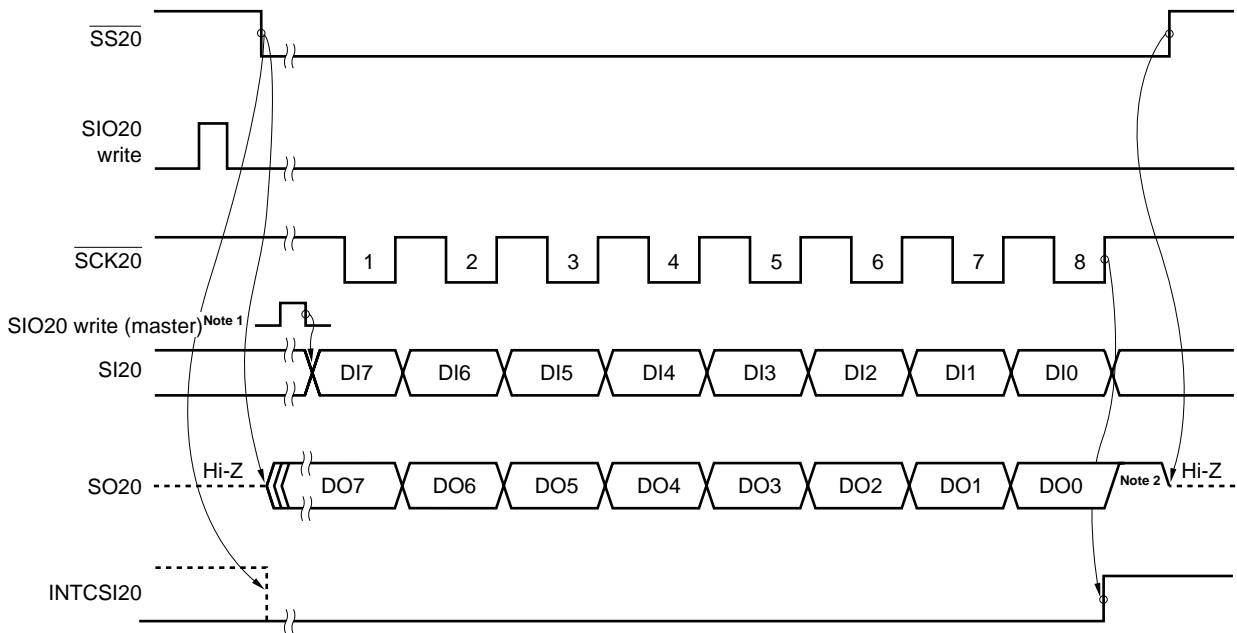 SS20
SIO20
write
SCK20
1 2 3 4 5 6 7 8
SIO20 write (master)Note 1
SI20
DI7 DI6 DI5 DI4 DI3 DI2 DI1 DI0
Hi-Z
SO20
DO7 DO6 DO5 DO4 DO3 DO2 DO1 DO0 Note 2 Hi-Z
INTCSI20